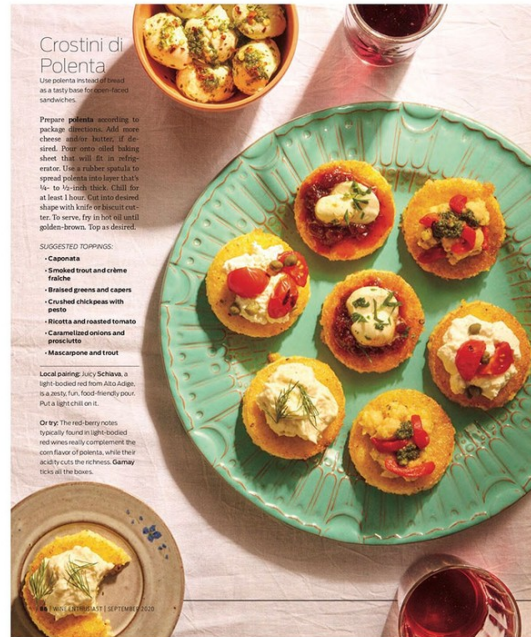 Crostini di
Polenta
Use polenta instead of bread
as a tasty base for open-faced
sandwiches.
Prepare polenta according to
package directions. Add more
cheese and/or butter, if de-
sired. Pour onto oiled baking
sheet that will fit in refrig-
erator. Use a rubber spatula to
spread polenta into layer that's
¼- to ½-inch thick. Chill for
at least 1 hour. Cut into desired
shape with knife or biscuit cut-
ter. To serve, fry in hot oil until
golden-brown. Top as desired.
SUGGESTED TOPPINGS:
• Caponata
• Smoked trout and crème
fraîche
• Braised greens and capers
• Crushed chickpeas with
pesto
• Ricotta and roasted tomato
• Caramelized onions and
prosciutto
• Mascarpone and trout
Local pairing: Juicy Schiava, a
light-bodied red from Alto Adige,
is a zesty, fun, food-friendly pour.
Put a light chill on it.
Or try: The red-berry notes
typically found in light-bodied
red wines really complement the
corn flavor of polenta, while their
acidity cuts the richness. Gamay
ticks all the boxes.
| WINE ENTHUSIAST | SEPTEMBER 2020